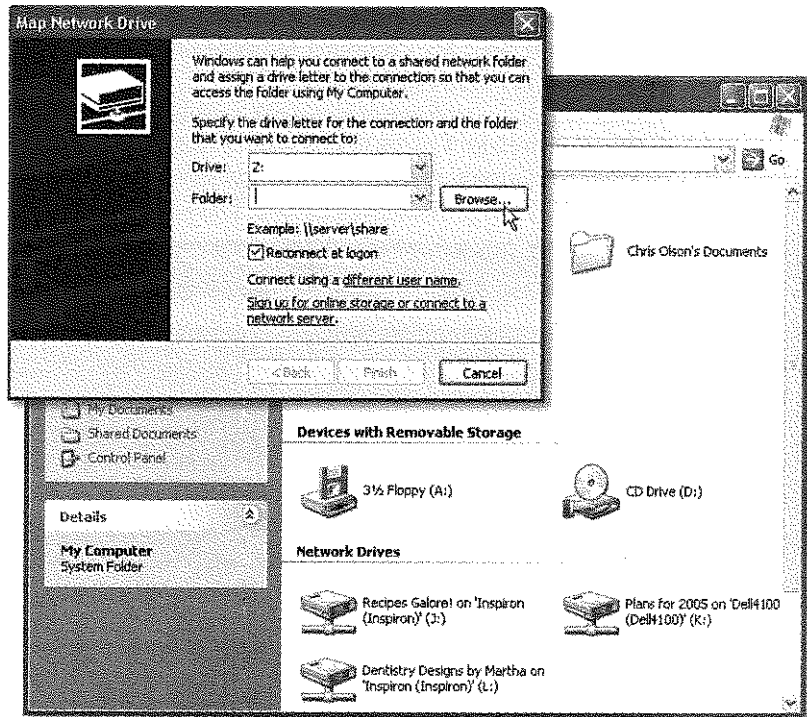 Map Network Drive
Windows can help you connect to a shared network folder
and assign a drive letter to the connection so that you can
access the folder using My Computer.
Specify the drive letter for the connection and the folder
that you want to connect to:
Drive: Z:
Folder:
Browse...
Example: \\server\share
Reconnect at logon
Connect using a different user name.
Sign up for online storage or connect to a
network server.
< Back
Finish
Cancel
Go
Chris Olson's Documents
My Documents
Shared Documents
Control Panel
Details
My Computer
System Folder
Devices with Removable Storage
3½ Floppy (A:)
CD Drive (D:)
Network Drives
Recipes Galore! on 'Inspiron
(Inspiron)' (J:)
Plans for 2005 on 'Dell4100
(Dell4100)' (K:)
Dentistry Designs by Martha on
'Inspiron (Inspiron)' (L:)